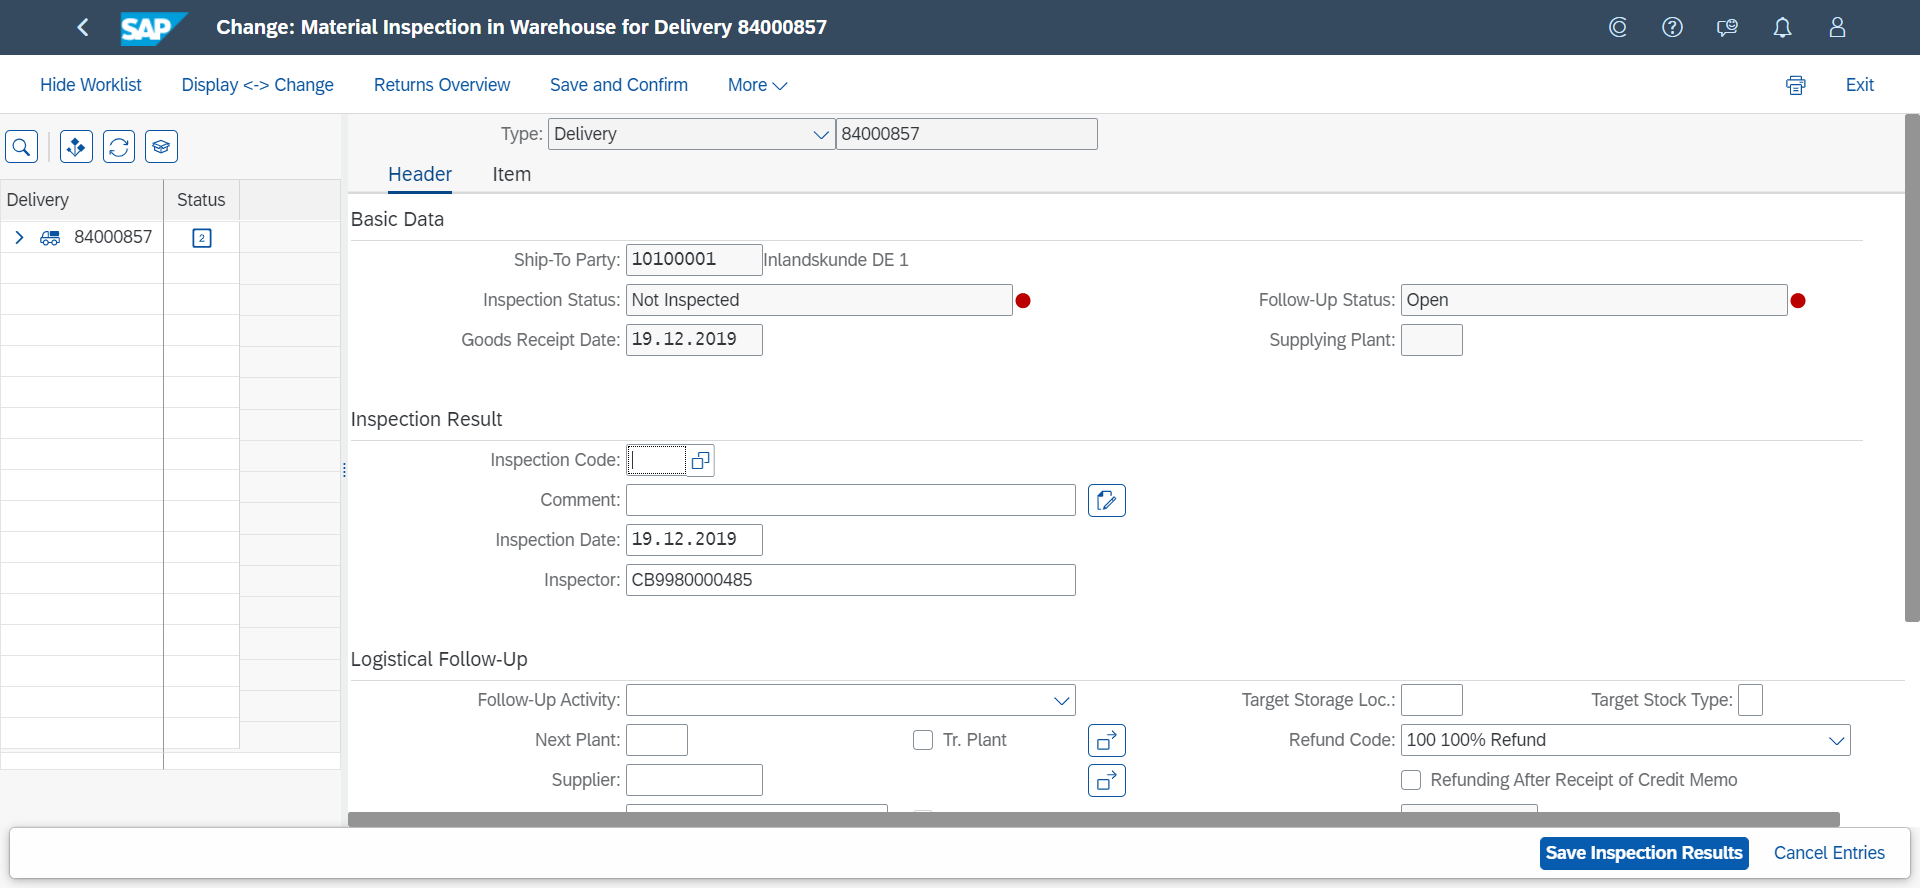 SAP Change: Material Inspection in Warehouse for Delivery 84000857
Hide Worklist Display <-> Change Returns Overview Save and Confirm More Exit
Type: Delivery 84000857
Header Item
Delivery Status
84000857 2
Basic Data
Ship-To Party: 10100001 Inlandskunde DE 1
Inspection Status: Not Inspected Follow-Up Status: Open
Goods Receipt Date: 19.12.2019 Supplying Plant:
Inspection Result
Inspection Code:
Comment:
Inspection Date: 19.12.2019
Inspector: CB9980000485
Logistical Follow-Up
Follow-Up Activity: Target Storage Loc.: Target Stock Type:
Next Plant: Tr. Plant Refund Code: 100 100% Refund
Supplier: Refunding After Receipt of Credit Memo
Save Inspection Results Cancel Entries